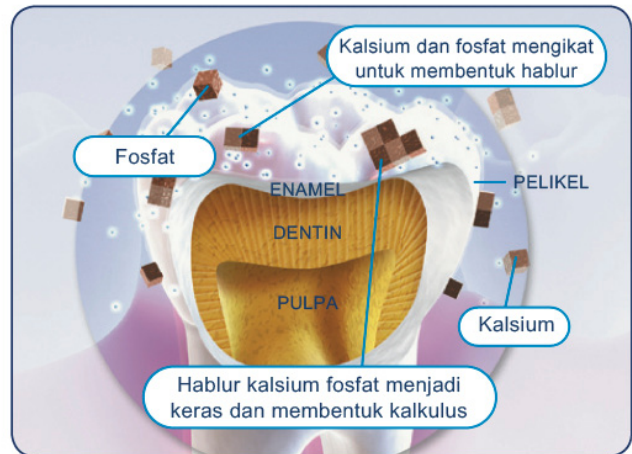 Kalsium dan fosfat mengikat
untuk membentuk hablur
Fosfat
ENAMEL
PELIKEL
DENTIN
PULPA
Kalsium
Hablur kalsium fosfat menjadi
keras dan membentuk kalkulus